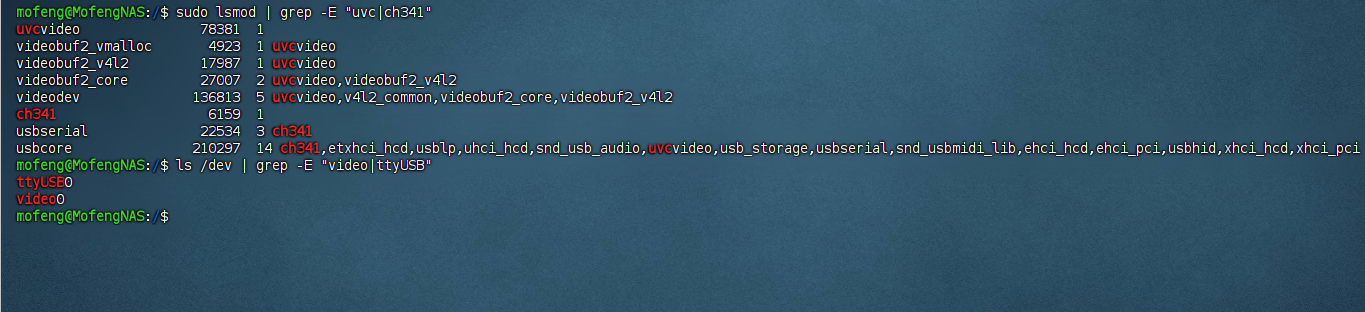 mofeng@MofengNAS:/$ sudo lsmod | grep -E "uvc|ch341"
uvcvideo 78381 1
videobuf2_vmalloc 4923 1 uvcvideo
videobuf2_v4l2 17987 1 uvcvideo
videobuf2_core 27007 2 uvcvideo,videobuf2_v4l2
videodev 136813 5 uvcvideo,v4l2_common,videobuf2_core,videobuf2_v4l2
ch341 6159 1
usbserial 22534 3 ch341
usbcore 210297 14 ch341,etxhci_hcd,usblp,uhci_hcd,snd_usb_audio,uvcvideo,usb_storage,usbserial,snd_usbmidi_lib,ehci_hcd,ehci_pci,usbhid,xhci_hcd,xhci_pci
mofeng@MofengNAS:/$ ls /dev | grep -E "video|ttyUSB"
ttyUSB0
video0
mofeng@MofengNAS:/$